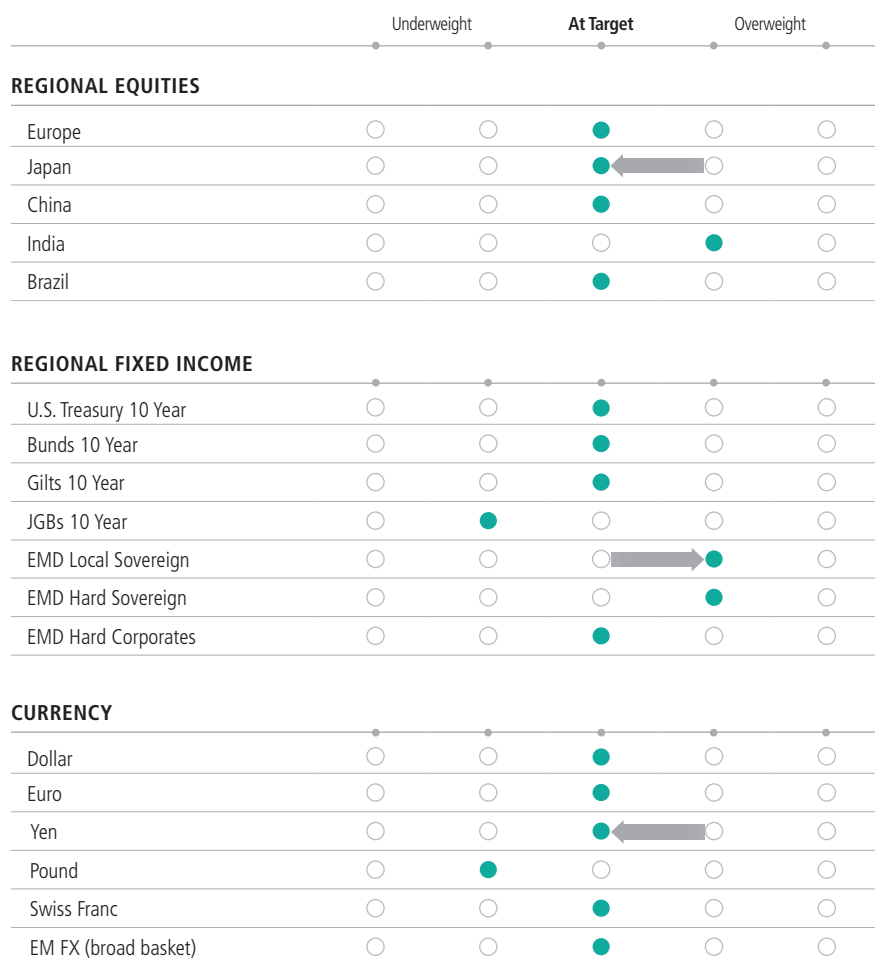 Underweight At Target Overweight
REGIONAL EQUITIES
Europe
Japan
China
India
Brazil
REGIONAL FIXED INCOME
U.S. Treasury 10 Year
Bunds 10 Year
Gilts 10 Year
JGBs 10 Year
EMD Local Sovereign
EMD Hard Sovereign
EMD Hard Corporates
CURRENCY
Dollar
Euro
Yen
Pound
Swiss Franc
EM FX (broad basket)